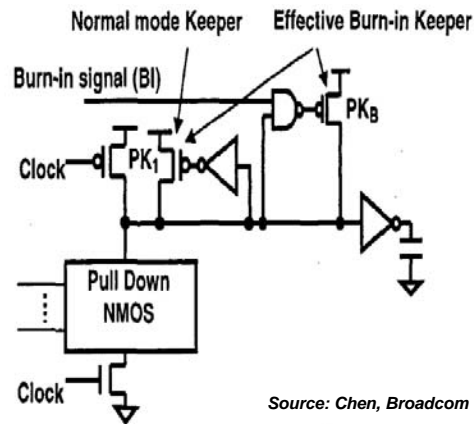 Normal mode Keeper
Effective Burn-in Keeper
Burn-in signal (BI)
PKB
Clock
PK1
Pull Down
NMOS
Clock
Source: Chen, Broadcom